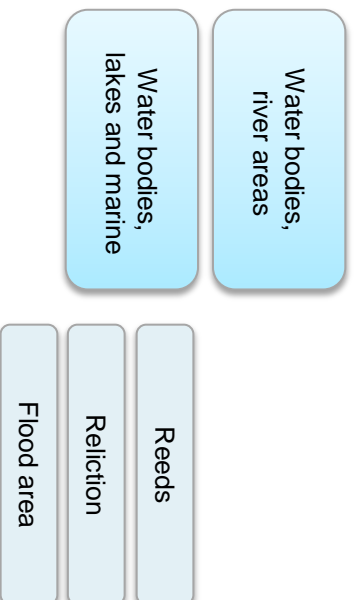 Water bodies,
river areas
Water bodies,
lakes and marine
Reeds
Reliction
Flood area